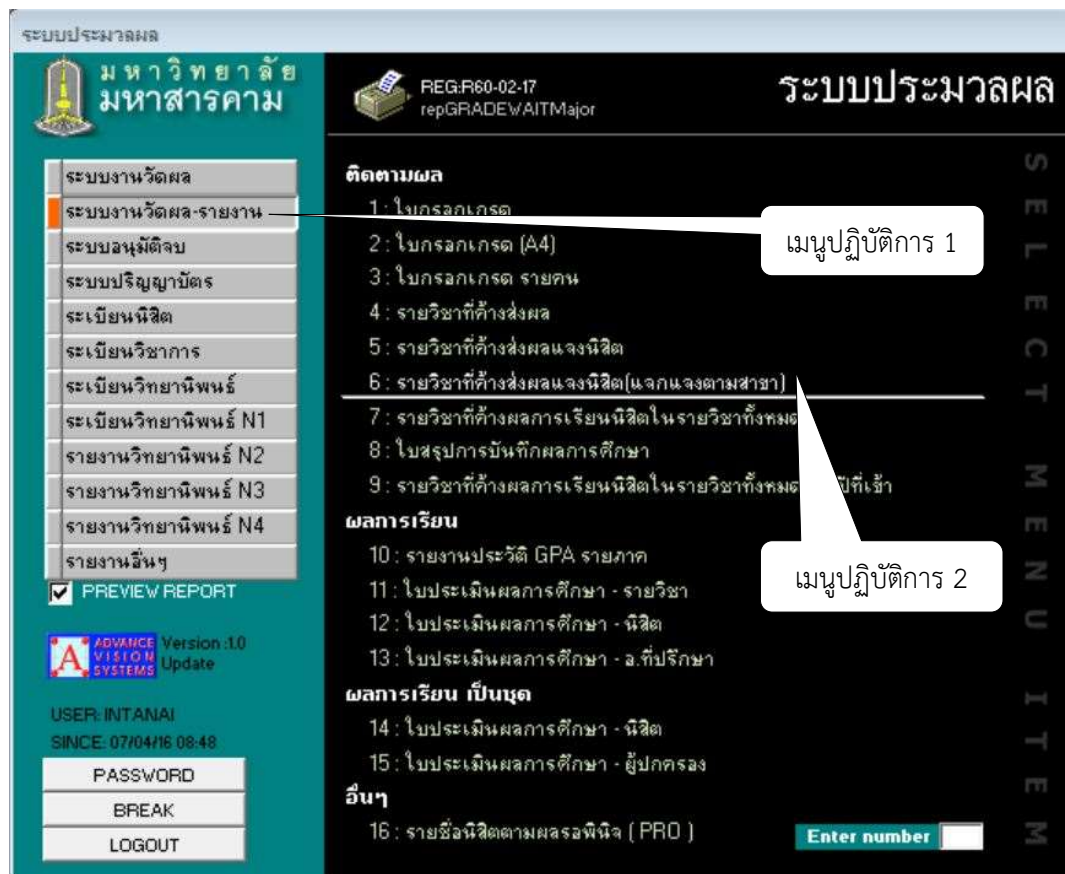 ระบบประมวลผล
มหาวิทยาลัย
มหาสารคาม
REG:R60-02-17
repGRADEWAITMajor
ระบบประมวลผล
ระบบงานวัดผล
ระบบงานวัดผล-รายงาน
ระบบอนุมัติจบ
ระบบปริญญาบัตร
ระเบียนนิสิต
ระเบียนวิชาการ
ระเบียนวิทยานิพนธ์
ระเบียนวิทยานิพนธ์ N1
รายงานวิทยานิพนธ์ N2
รายงานวิทยานิพนธ์ N3
รายงานวิทยานิพนธ์ N4
รายงานอื่นๆ
PREVIEW REPORT
ADVANCE
VISION
SYSTEMS
A
Version :1.0
Update
USER: INTANAI
SINCE: 07/04/16 08:48
PASSWORD
BREAK
LOGOUT
ติดตามผล
1 : ใบกรอกเกรด
2 : ใบกรอกเกรด (A4)
3 : ใบกรอกเกรด รายคน
4 : รายวิชาที่ค้างส่งผล
5 : รายวิชาที่ค้างส่งผลแจงนิสิต
6 : รายวิชาที่ค้างส่งผลแจงนิสิต(แจกแจงตามสาขา)
7 : รายวิชาที่ค้างผลการเรียนนิสิตในรายวิชาทั้งหมด
8 : ใบสรุปการบันทึกผลการศึกษา
9 : รายวิชาที่ค้างผลการเรียนนิสิตในรายวิชาทั้งหมด ปีที่เข้า
ผลการเรียน
10 : รายงานประวัติ GPA รายภาค
11 : ใบประเมินผลการศึกษา - รายวิชา
12 : ใบประเมินผลการศึกษา - นิสิต
13 : ใบประเมินผลการศึกษา - อ.ที่ปรึกษา
ผลการเรียน เป็นชุด
14 : ใบประเมินผลการศึกษา - นิสิต
15 : ใบประเมินผลการศึกษา - ผู้ปกครอง
อื่นๆ
16 : รายชื่อนิสิตตามผลรอพินิจ ( PRO )
Enter number
เมนูปฏิบัติการ 1
เมนูปฏิบัติการ 2
SELECT MENU ITEM